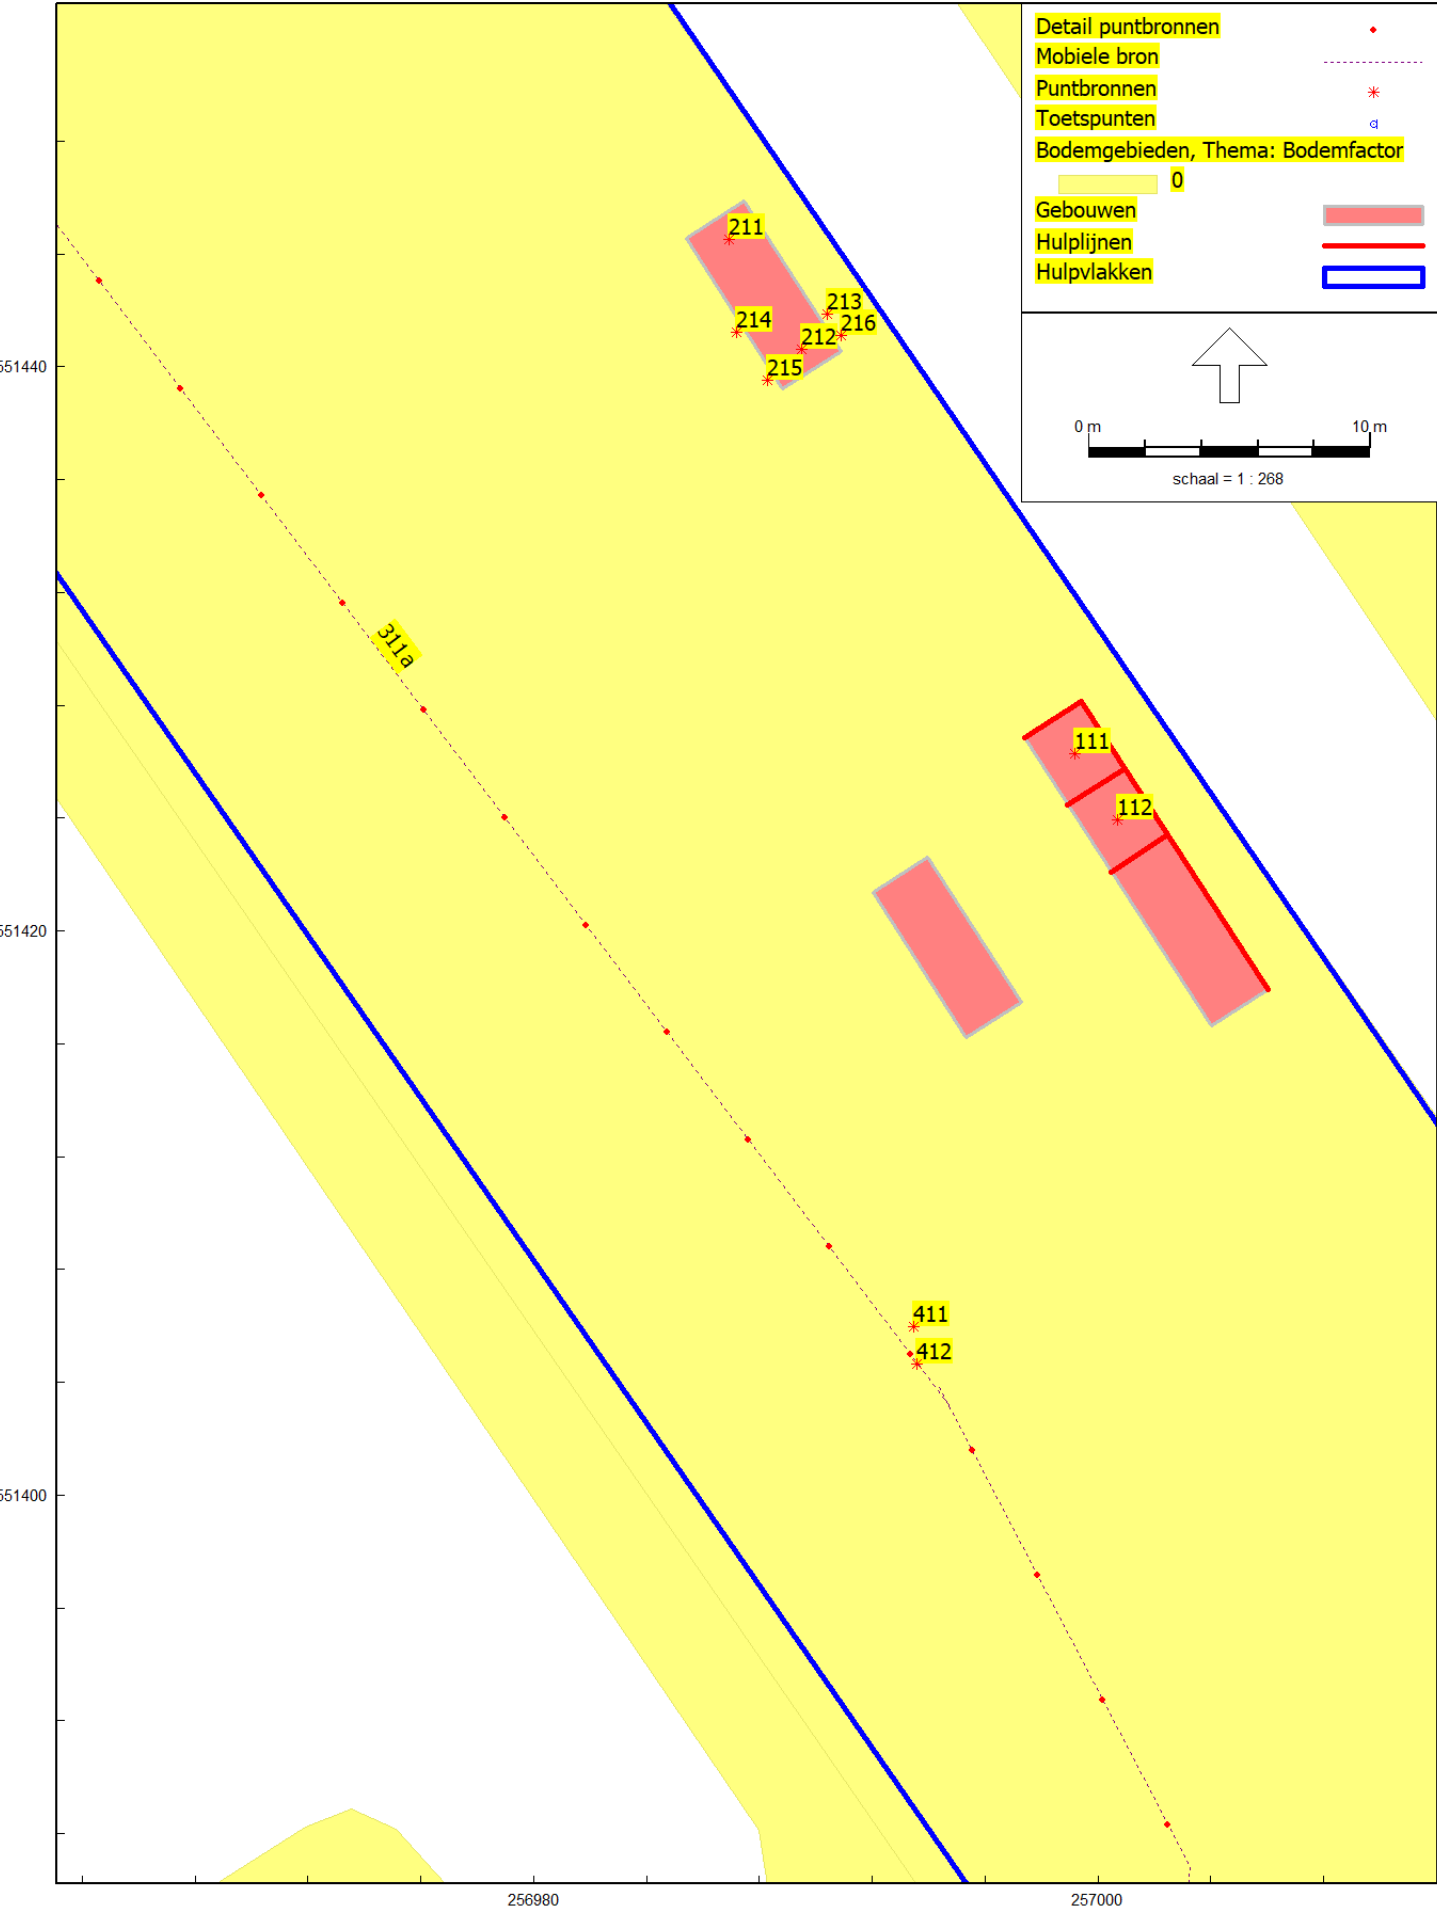 Detail puntbronnen
Mobiele bron
Puntbronnen
Toetspunten
Bodemgebieden, Thema: Bodemfactor
0
Gebouwen
Hulplijnen
Hulpvlakken
0 m 10 m
schaal = 1 : 268
211
213
214
216
212
215
551440
311a
111
112
551420
411
412
551400
256980 257000